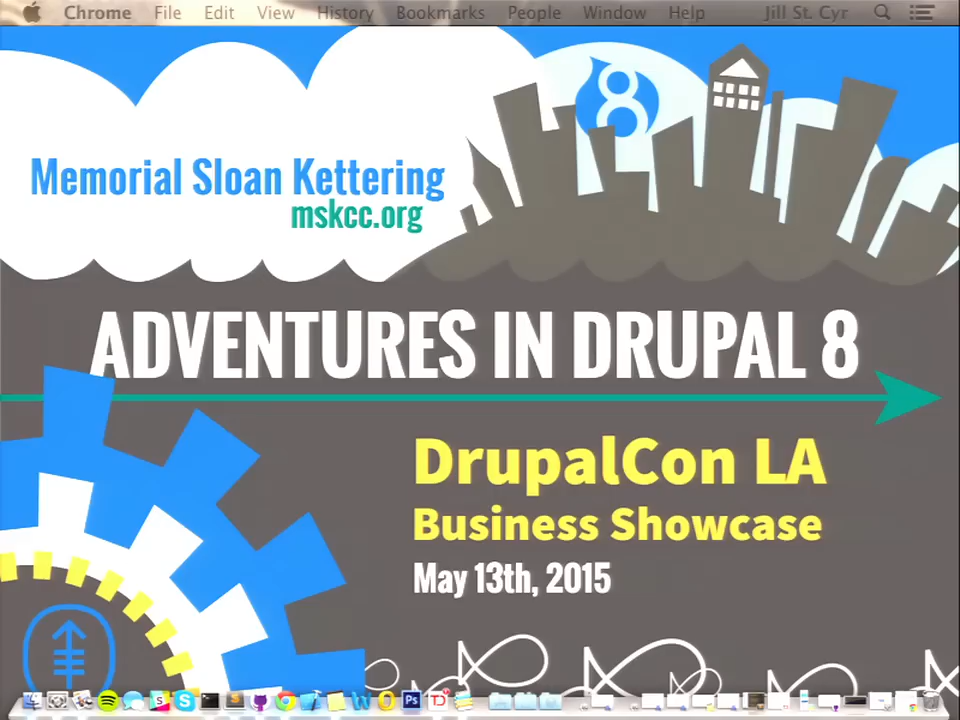 Chrome File Edit View History Bookmarks People Window Help Jill St. Cyr
8
Memorial Sloan Kettering
mskcc.org
ADVENTURES IN DRUPAL 8
DrupalCon LA
Business Showcase
May 13th, 2015